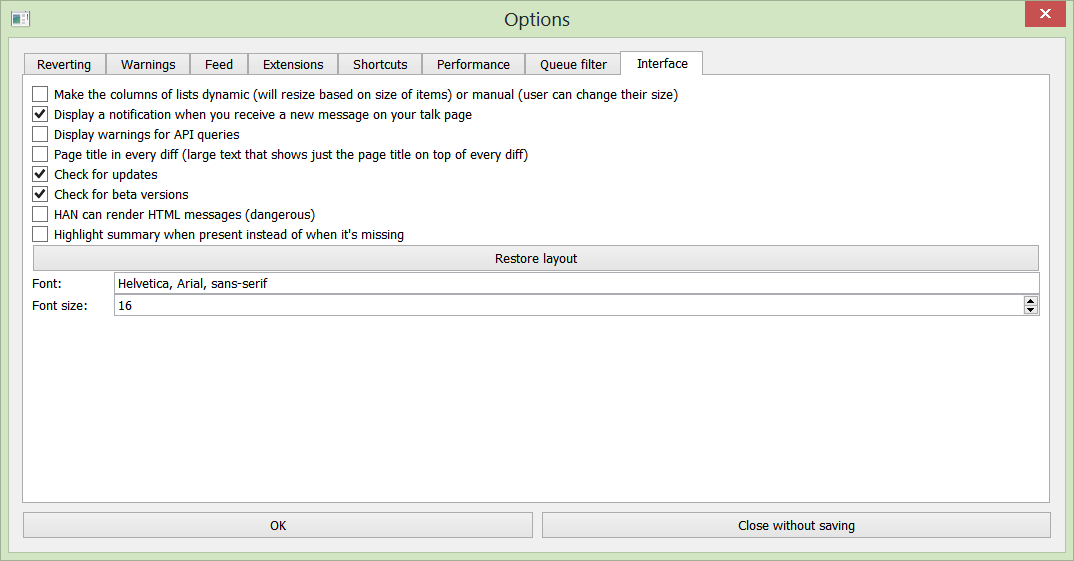 Options
Reverting Warnings Feed Extensions Shortcuts Performance Queue filter Interface
Make the columns of lists dynamic (will resize based on size of items) or manual (user can change their size)
Display a notification when you receive a new message on your talk page
Display warnings for API queries
Page title in every diff (large text that shows just the page title on top of every diff)
Check for updates
Check for beta versions
HAN can render HTML messages (dangerous)
Highlight summary when present instead of when it's missing
Restore layout
Font: Helvetica, Arial, sans-serif
Font size: 16
OK Close without saving